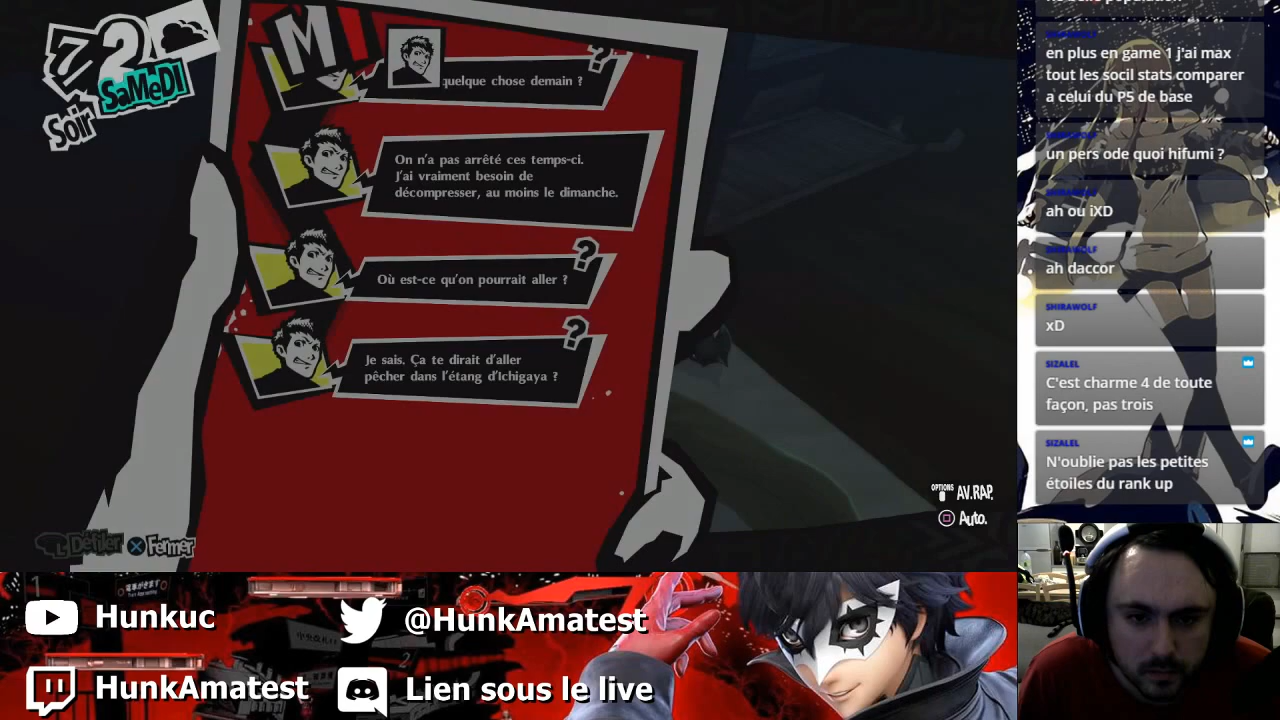 7/2
SaMeDI
Soir
quelque chose demain ?
On n'a pas arrêté ces temps-ci.
J'ai vraiment besoin de
décompresser, au moins le dimanche.
Où est-ce qu'on pourrait aller ?
Je sais. Ça te dirait d'aller
pêcher dans l'étang d'Ichigaya ?
OPTIONS AV.RAP.
Auto.
L Défiler Fermer
en plus en game 1 j'ai max
tout les socil stats comparer
a celui du P5 de base
SHIRAWOLF
un pers ode quoi hifumi ?
SHIRAWOLF
ah ou iXD
SHIRAWOLF
ah daccor
SHIRAWOLF
xD
SIZALEL
C'est charme 4 de toute
façon, pas trois
SIZALEL
N'oublie pas les petites
étoiles du rank up
Hunkuc
@HunkAmatest
HunkAmatest
Lien sous le live